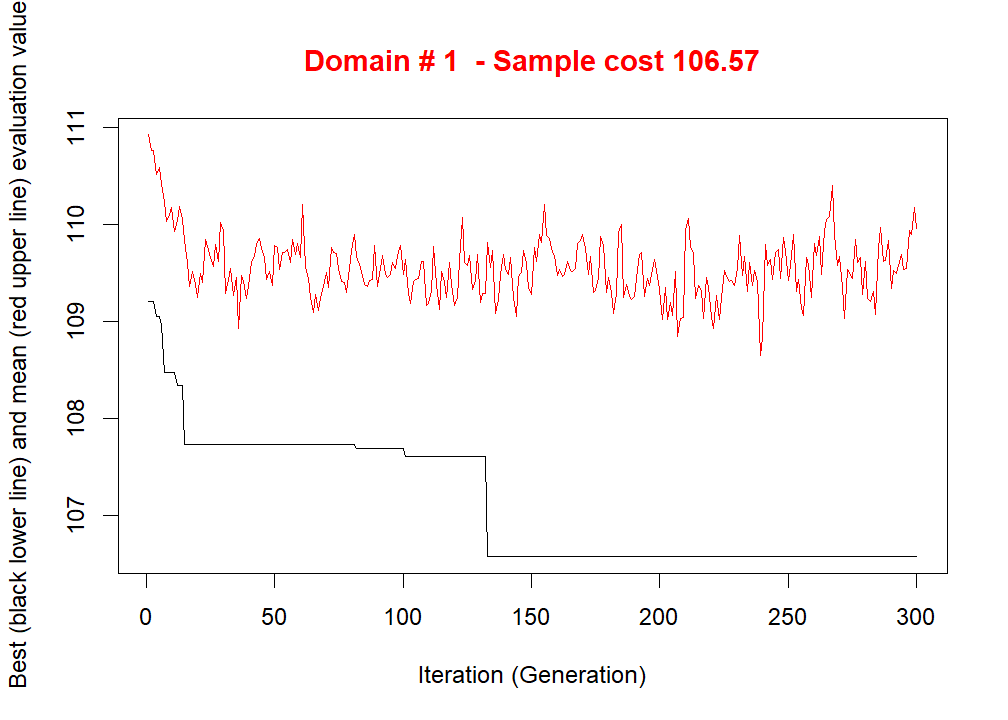 Domain # 1  - Sample cost 106.57
Best (black lower line) and mean (red upper line) evaluation value
111
110
109
108
107
0 50 100 150 200 250 300
Iteration (Generation)